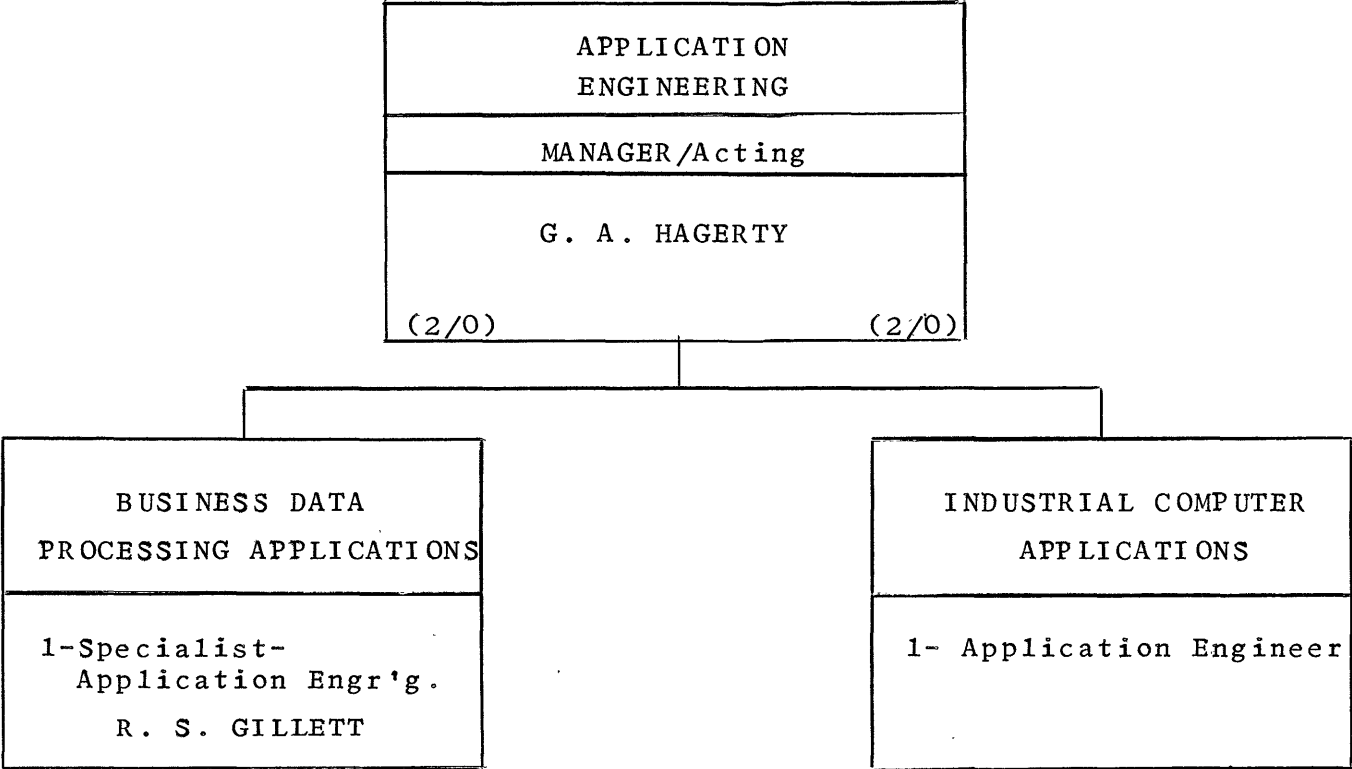 APPLICATION
ENGINEERING
MANAGER/Acting
G. A. HAGERTY
(2/0) (2/0)
BUSINESS DATA
PROCESSING APPLICATIONS
1-Specialist-
Application Engr'g.
R. S. GILLETT
INDUSTRIAL COMPUTER
APPLICATIONS
1- Application Engineer